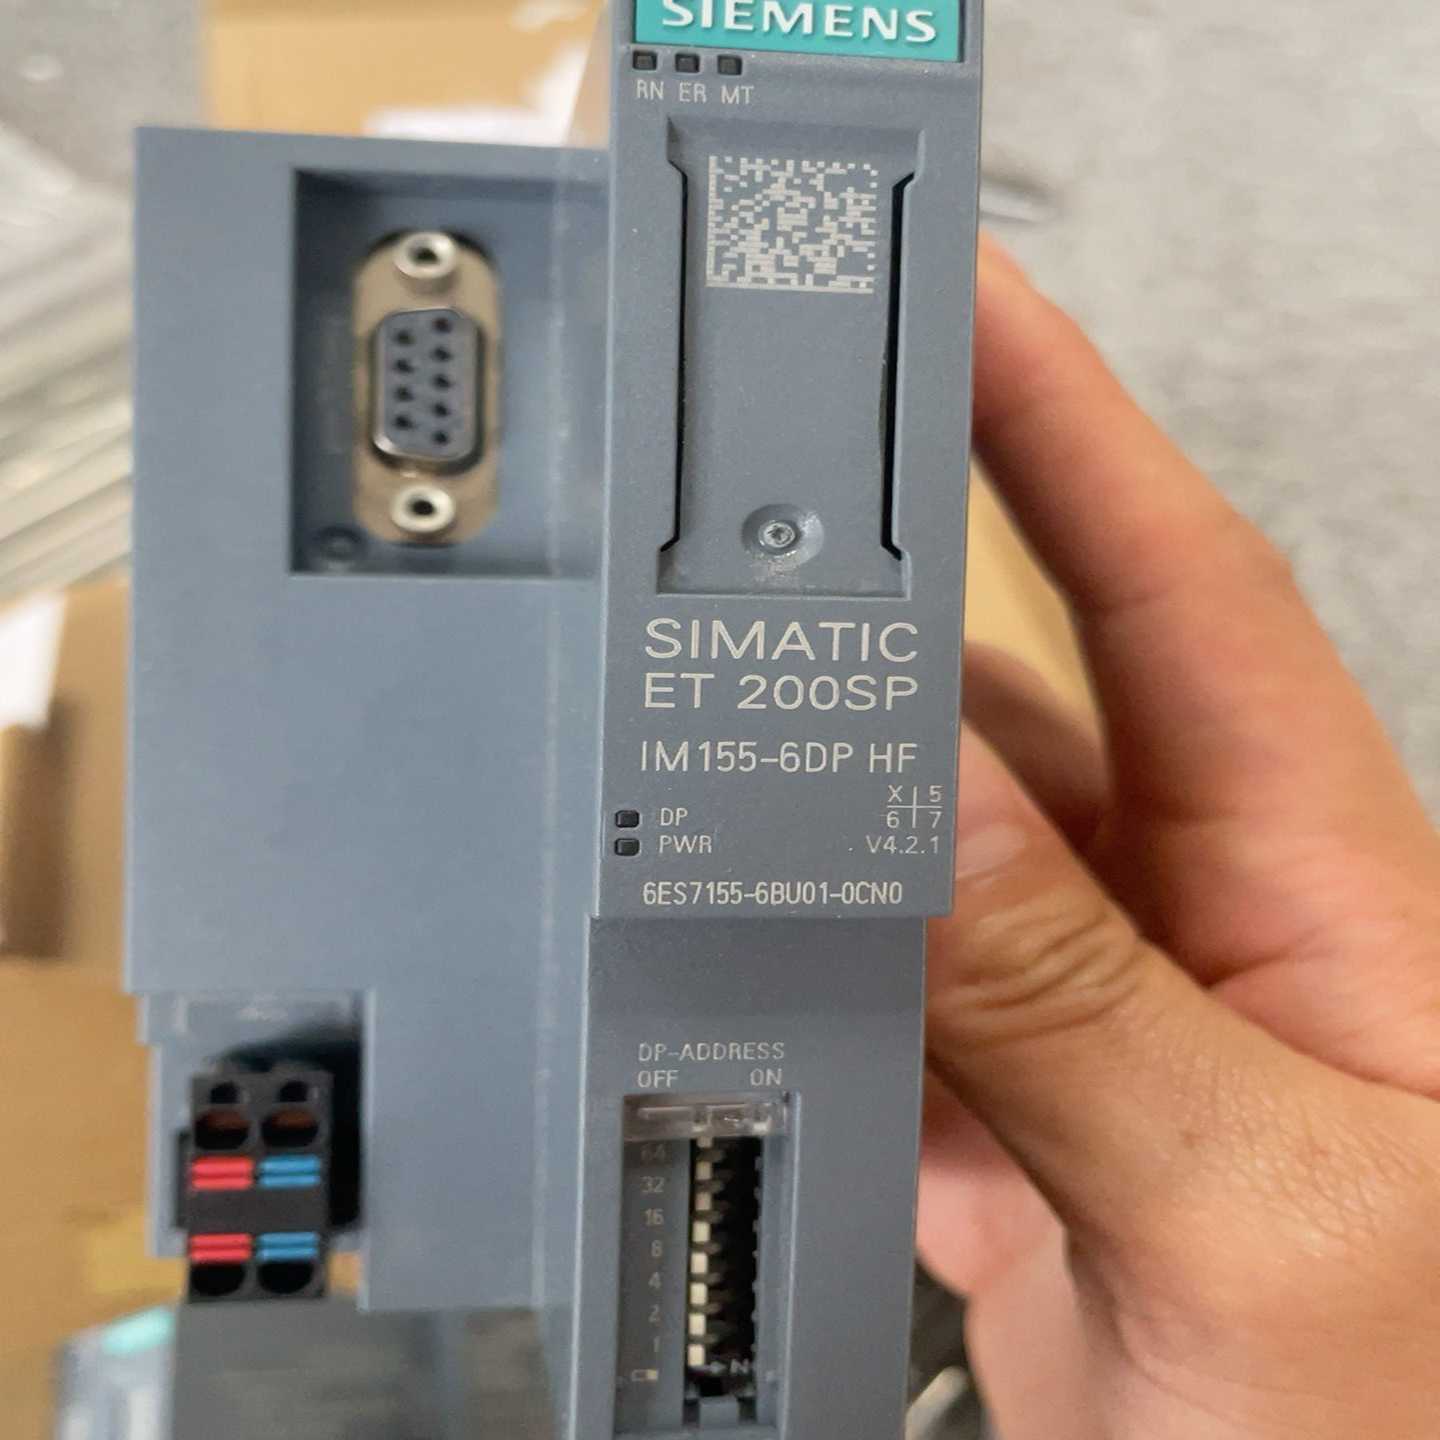 SIEMENS
RN ER MT
SIMATIC
ET 200SP
IM155-6DP HF
X 5
6 7
DP
PWR
V4.2.1
6ES7155-6BU01-0CN0
DP-ADDRESS
OFF ON
64
32
16
8
4
2
1